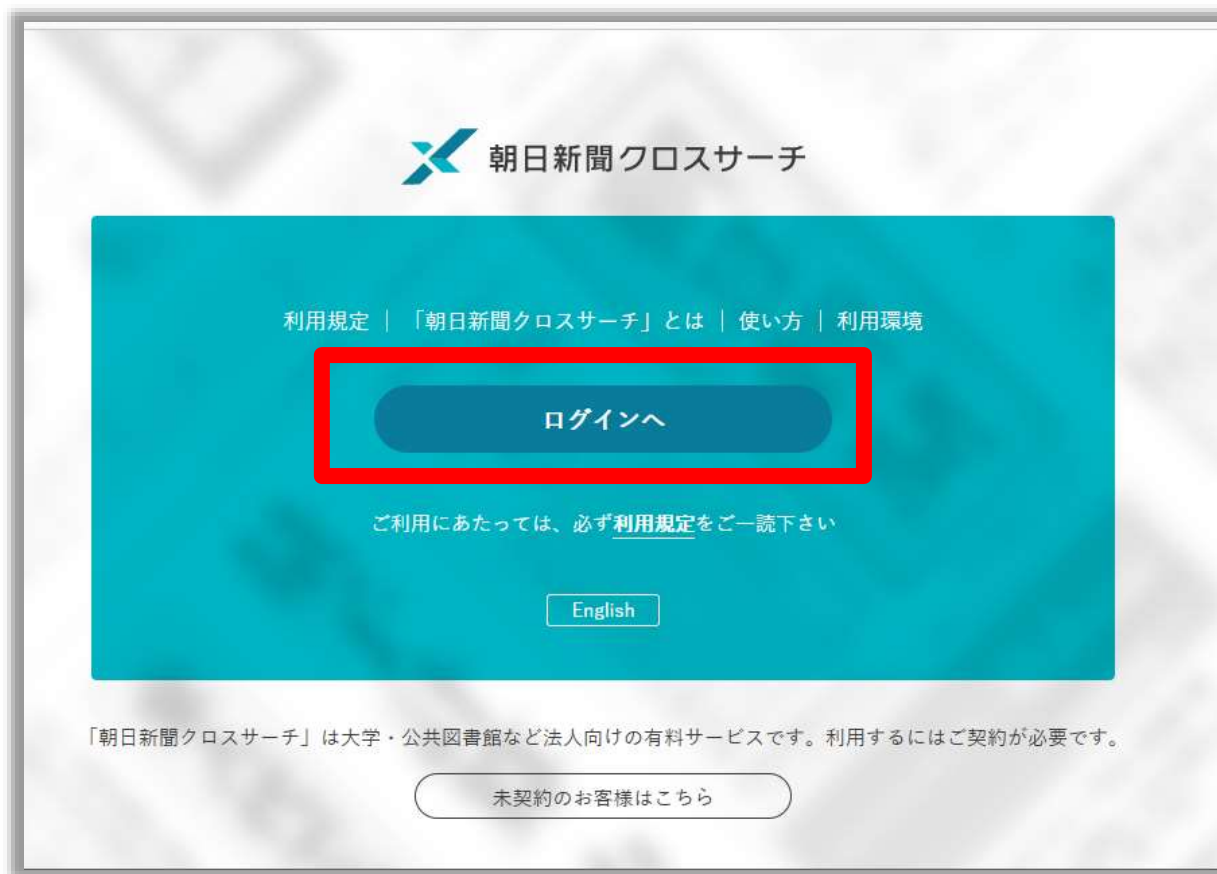 朝日新聞クロスサーチ
利用規定 | 「朝日新聞クロスサーチ」とは | 使い方 | 利用環境
ログインへ
ご利用にあたっては、必ず利用規定をご一読下さい
English
「朝日新聞クロスサーチ」は大学・公共図書館など法人向けの有料サービスです。利用するにはご契約が必要です。
未契約のお客様はこちら